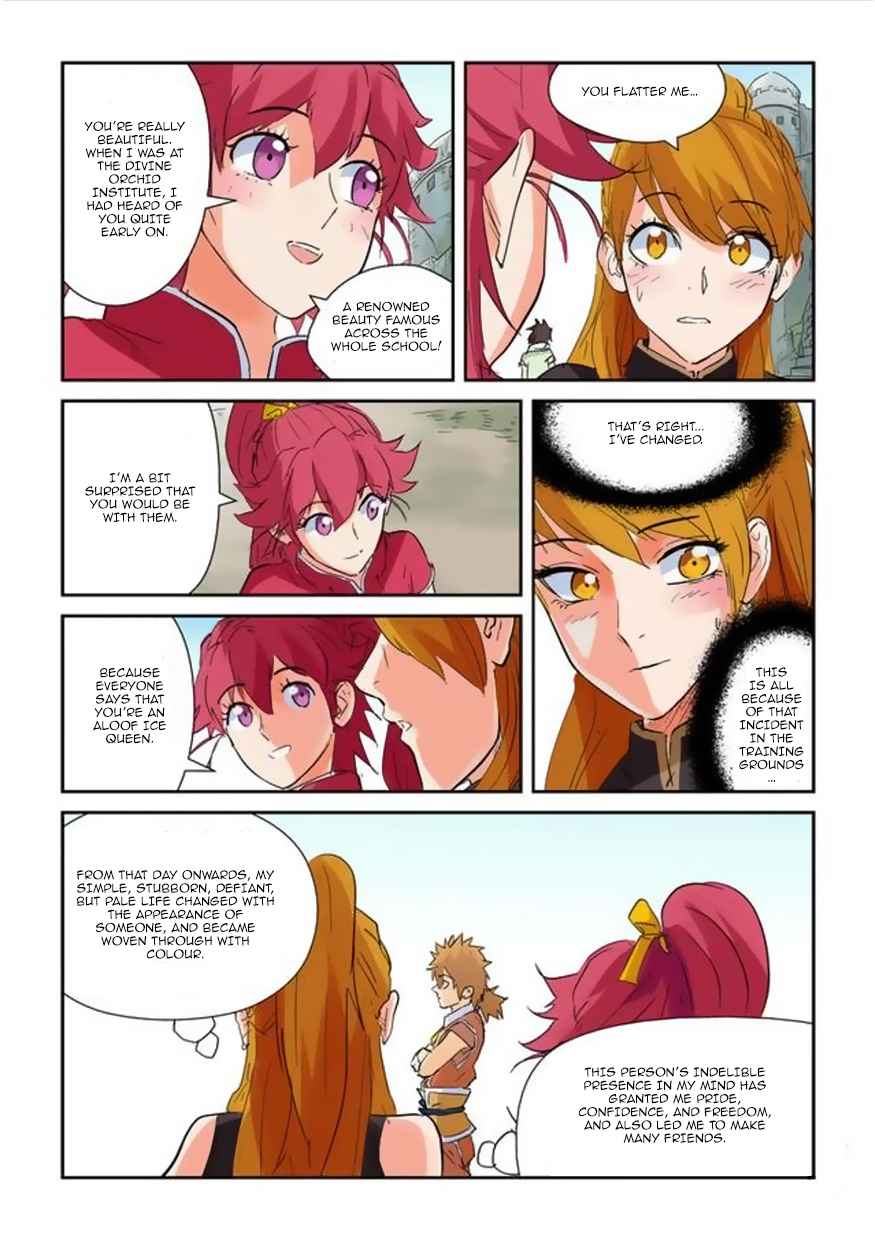 YOU'RE REALLY
BEAUTIFUL.
WHEN I WAS AT
THE DIVINE
ORCHID
INSTITUTE, I
HAD HEARD OF
YOU QUITE
EARLY ON.
A RENOWNED
BEAUTY FAMOUS
ACROSS THE
WHOLE SCHOOL!
YOU FLATTER ME...
I'M A BIT
SURPRISED THAT
YOU WOULD BE
WITH THEM.
BECAUSE
EVERYONE
SAYS THAT
YOU'RE AN
ALOOF ICE
QUEEN.
THAT'S RIGHT...
I'VE CHANGED.
THIS
IS ALL
BECAUSE
OF THAT
INCIDENT
IN THE
TRAINING
GROUNDS
...
FROM THAT DAY ONWARDS, MY
SIMPLE, STUBBORN, DEFIANT,
BUT PALE LIFE CHANGED WITH
THE APPEARANCE OF
SOMEONE, AND BECAME
WOVEN THROUGH WITH
COLOUR.
THIS PERSON'S INDELIBLE
PRESENCE IN MY MIND HAS
GRANTED ME PRIDE,
CONFIDENCE, AND FREEDOM,
AND ALSO LED ME TO MAKE
MANY FRIENDS.